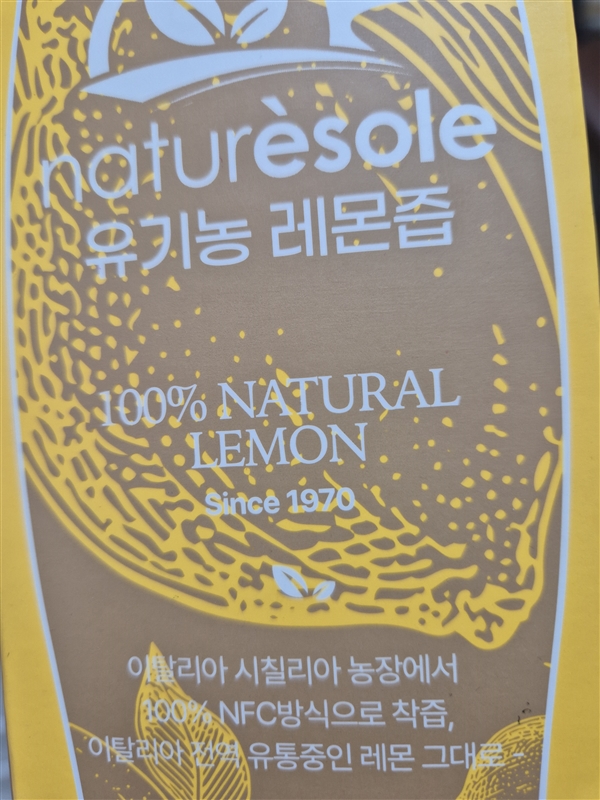 naturèsole
유기농 레몬즙
100% NATURAL
LEMON
Since 1970
이탈리아 시칠리아 농장에서
100% NFC방식으로 착즙,
이탈리아 전역 유통중인 레몬 그대로 ~